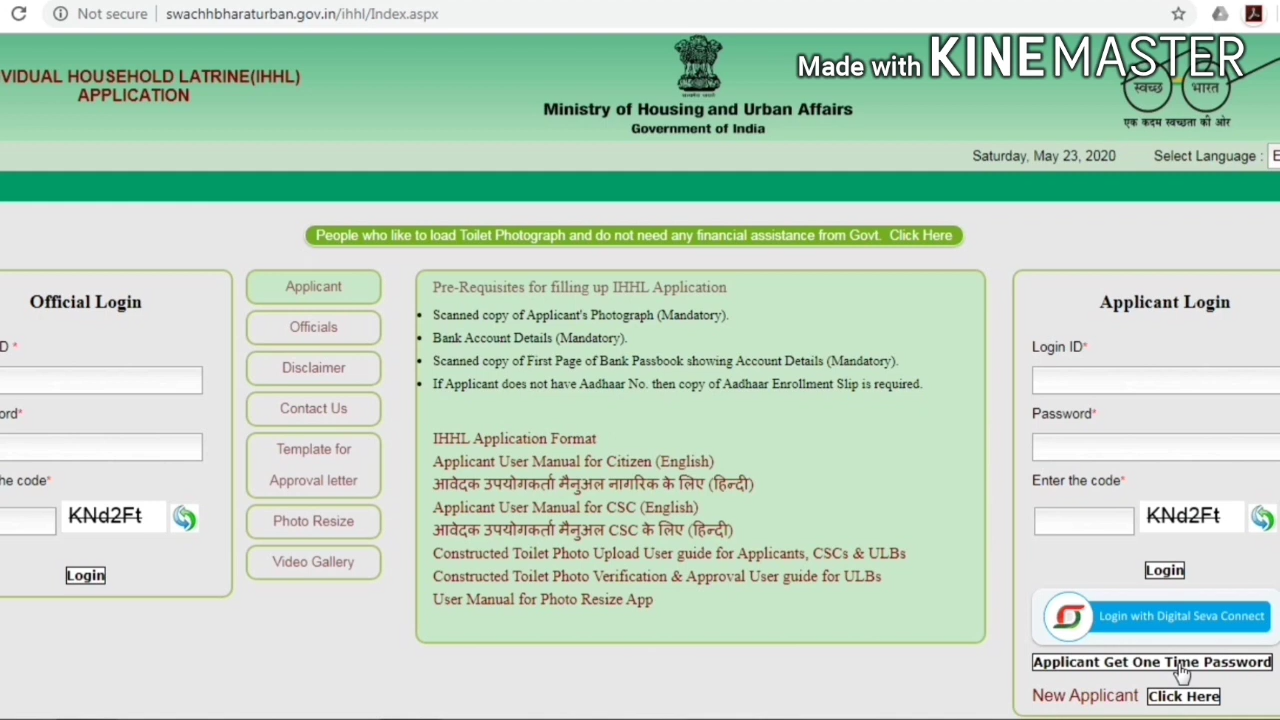 Not secure | swachhbharaturban.gov.in/ihhl/Index.aspx
Made with KINEMASTER
VIDUAL HOUSEHOLD LATRINE(IHHL)
APPLICATION
Ministry of Housing and Urban Affairs
Government of India
स्वच्छ भारत
एक कदम स्वच्छता की ओर
Saturday, May 23, 2020 Select Language : E
People who like to load Toilet Photograph and do not need any financial assistance from Govt. Click Here
Official Login
D *
ord*
he code*
KNd2Ft
Login
Applicant
Officials
Disclaimer
Contact Us
Template for
Approval letter
Photo Resize
Video Gallery
Pre-Requisites for filling up IHHL Application
• Scanned copy of Applicant's Photograph (Mandatory).
• Bank Account Details (Mandatory).
• Scanned copy of First Page of Bank Passbook showing Account Details (Mandatory).
• If Applicant does not have Aadhaar No. then copy of Aadhaar Enrollment Slip is required.
IHHL Application Format
Applicant User Manual for Citizen (English)
आवेदक उपयोगकर्ता मैनुअल नागरिक के लिए (हिन्दी)
Applicant User Manual for CSC (English)
आवेदक उपयोगकर्ता मैनुअल CSC के लिए (हिन्दी)
Constructed Toilet Photo Upload User guide for Applicants, CSCs & ULBs
Constructed Toilet Photo Verification & Approval User guide for ULBs
User Manual for Photo Resize App
Applicant Login
Login ID*
Password*
Enter the code*
KNd2Ft
Login
Login with Digital Seva Connect
Applicant Get One Time Password
New Applicant Click Here